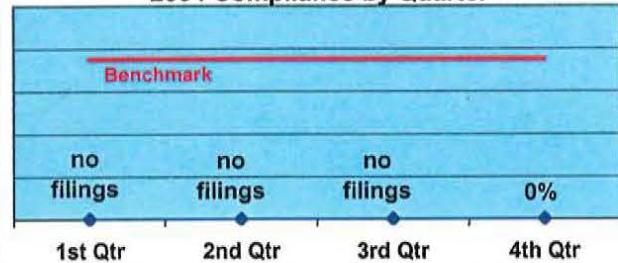 Benchmark
no no no
filings filings filings 0%
1st Qtr 2nd Qtr 3rd Qtr 4th Qtr